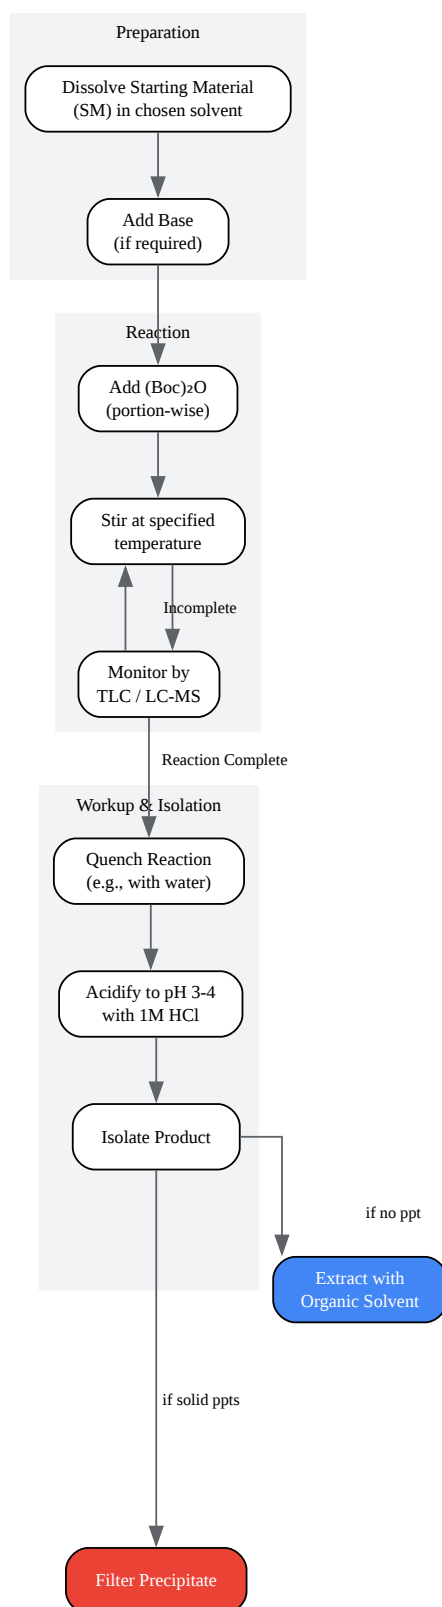 Preparation
Dissolve Starting Material
(SM) in chosen solvent
Add Base
(if required)
Reaction
Add (Boc)₂O
(portion-wise)
Stir at specified
temperature
Incomplete
Monitor by
TLC / LC-MS
Reaction Complete
Workup & Isolation
Quench Reaction
(e.g., with water)
Acidify to pH 3-4
with 1M HCl
Isolate Product
if no ppt
Extract with
Organic Solvent
if solid ppts
Filter Precipitate